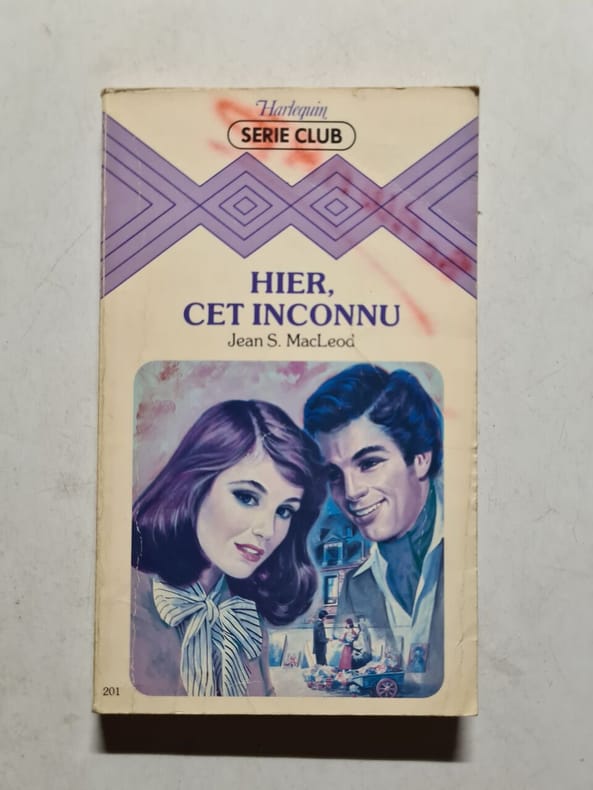 Harlequin
SERIE CLUB
HIER,
CET INCONNU
Jean S. MacLeod
201